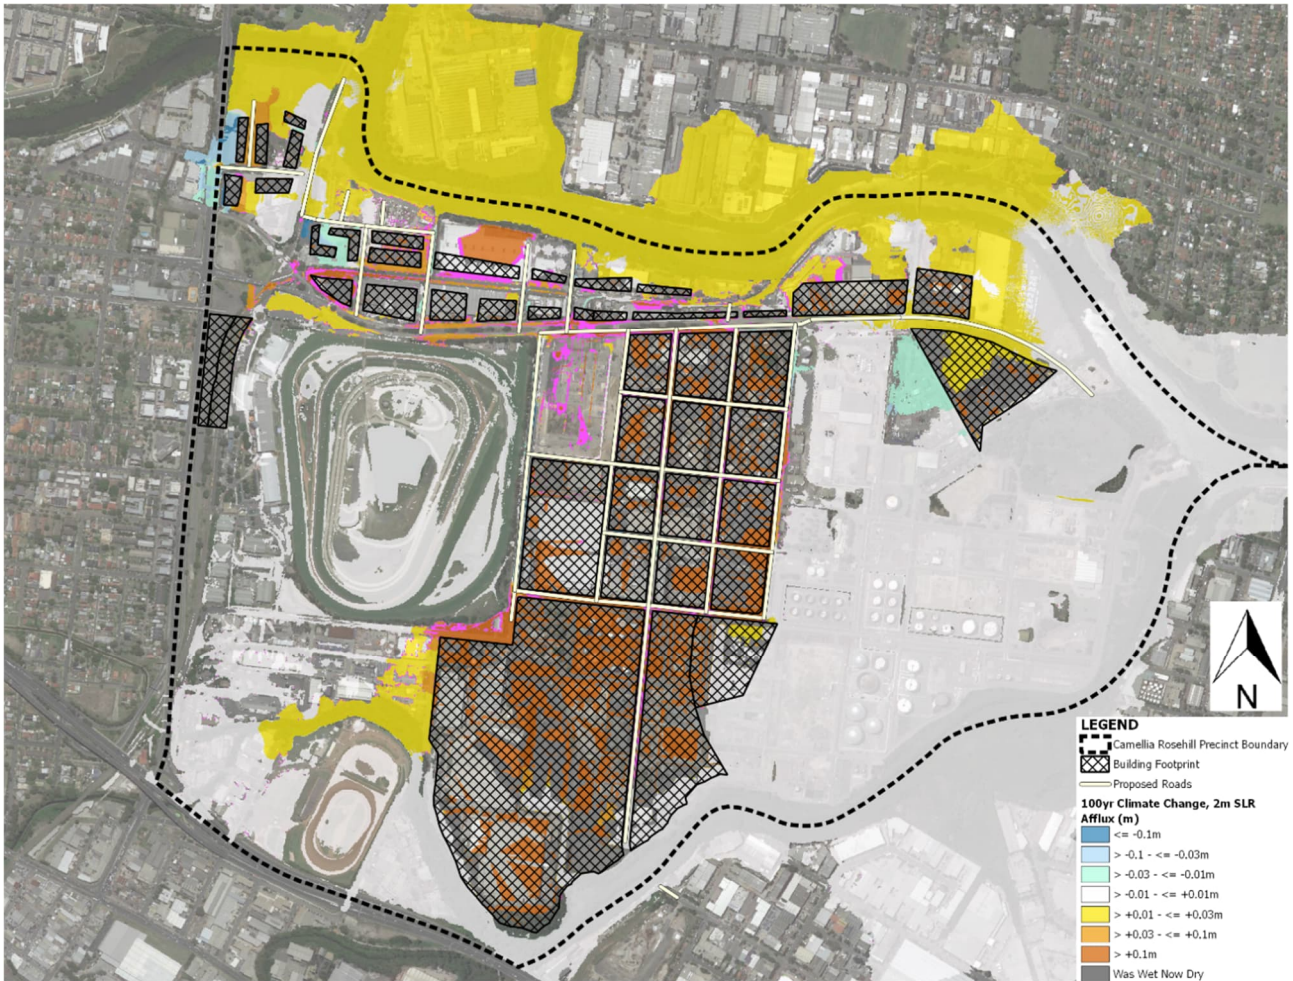 N
LEGEND
Camellia Rosehill Precinct Boundary
Building Footprint
Proposed Roads
100yr Climate Change, 2m SLR
Afflux (m)
<= -0.1m
> -0.1 - <= -0.03m
> -0.03 - <= -0.01m
> -0.01 - <= +0.01m
> +0.01 - <= +0.03m
> +0.03 - <= +0.1m
> +0.1m
Was Wet Now Dry